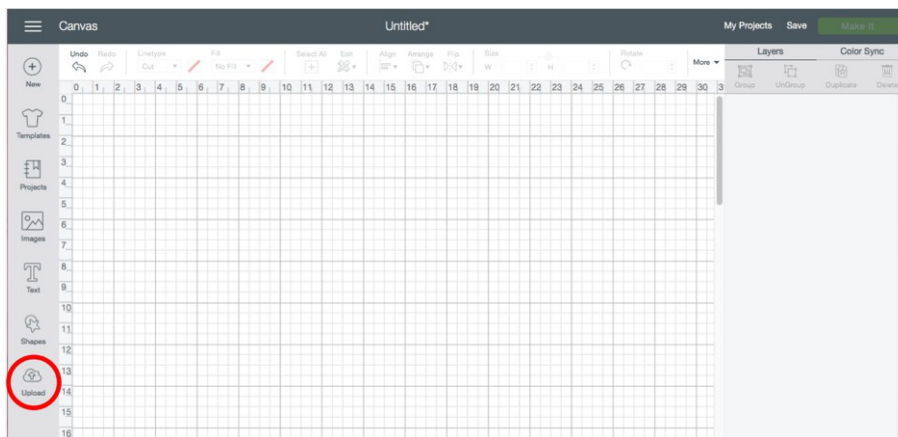 Canvas Untitled* My Projects Save Make It
Undo Redo Linetype Fill Select All Edit Align Arrange Flip Size Rotate More Layers Color Sync
Cut No Fill W H
Group UnGroup Duplicate Delete
New
0 1 2 3 4 5 6 7 8 9 10 11 12 13 14 15 16 17 18 19 20 21 22 23 24 25 26 27 28 29 30 3
0
1
Templates
2
3
Projects
4
5
6
Images
7
8
Text
9
10
11
Shapes
12
13
Upload
14
15
16